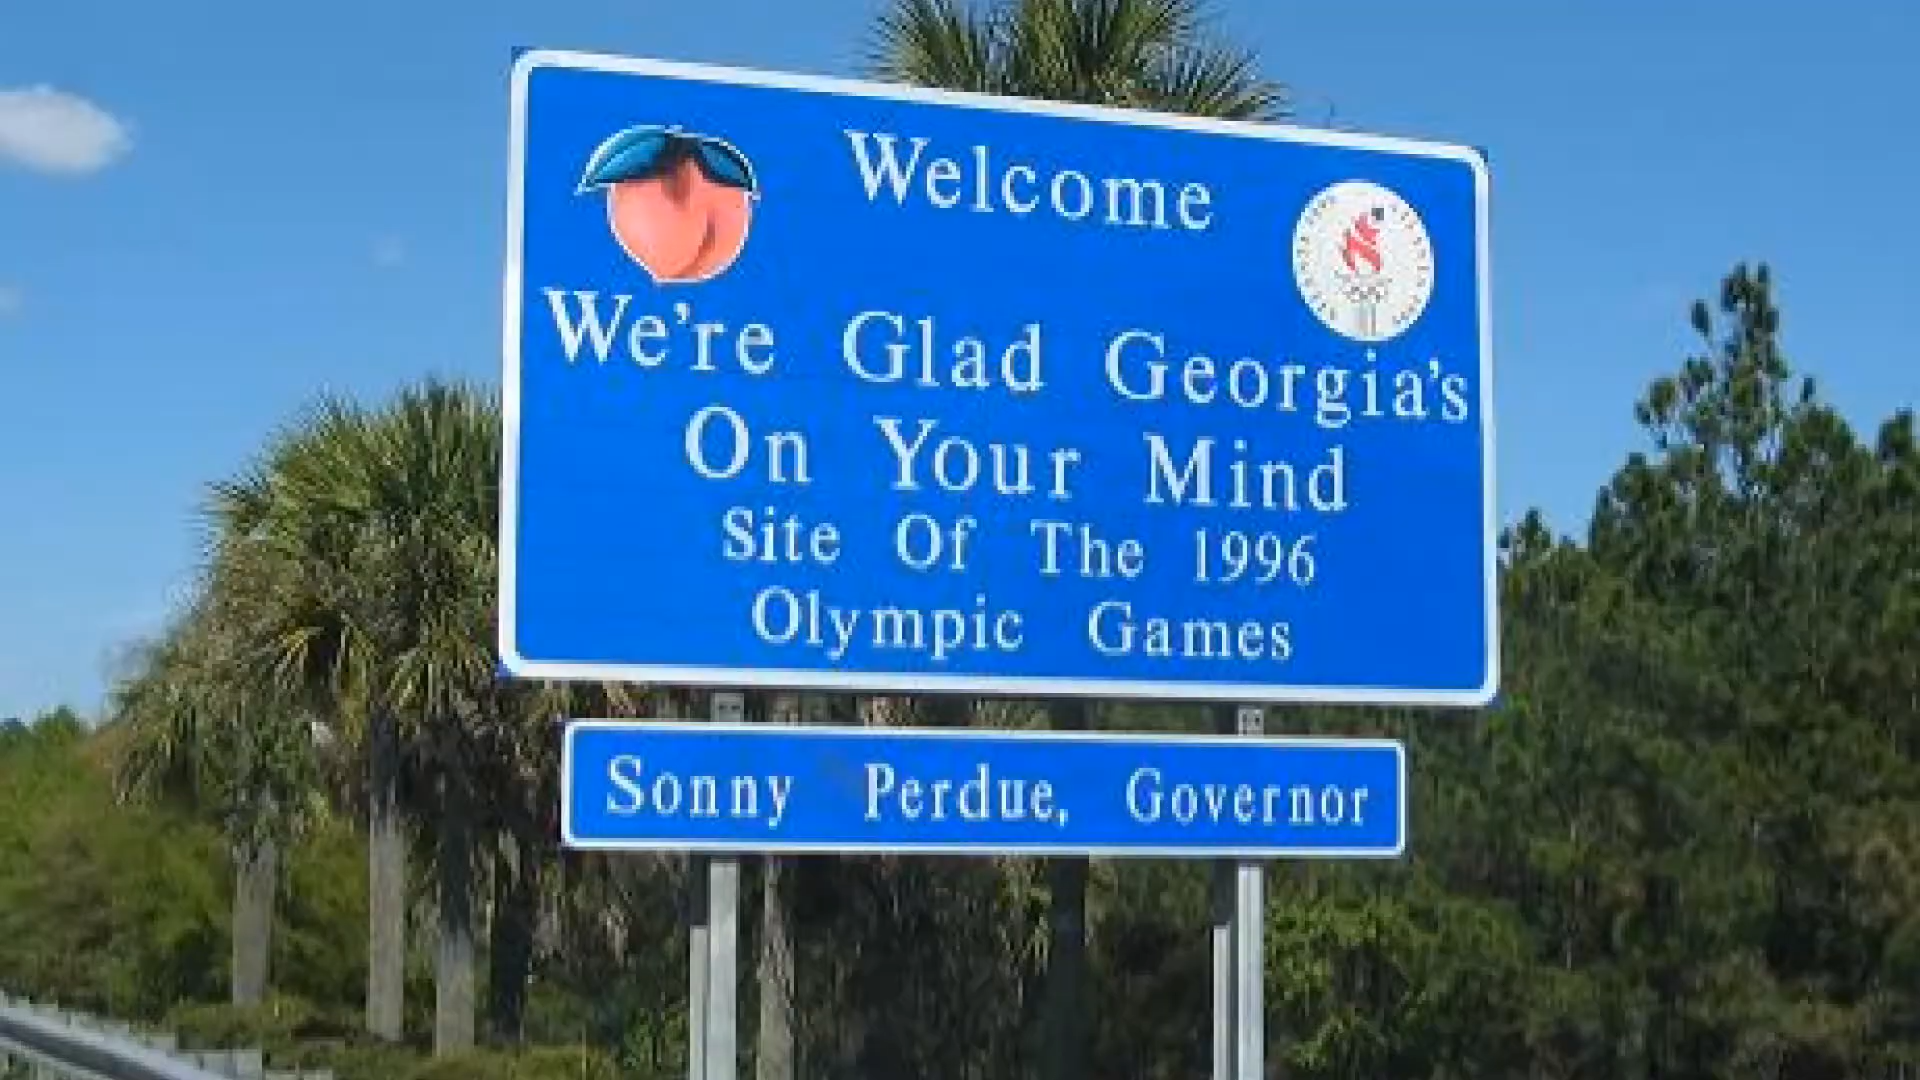 Welcome
We're Glad Georgia's
On Your Mind
Site Of The 1996
Olympic Games
Sonny Perdue, Governor